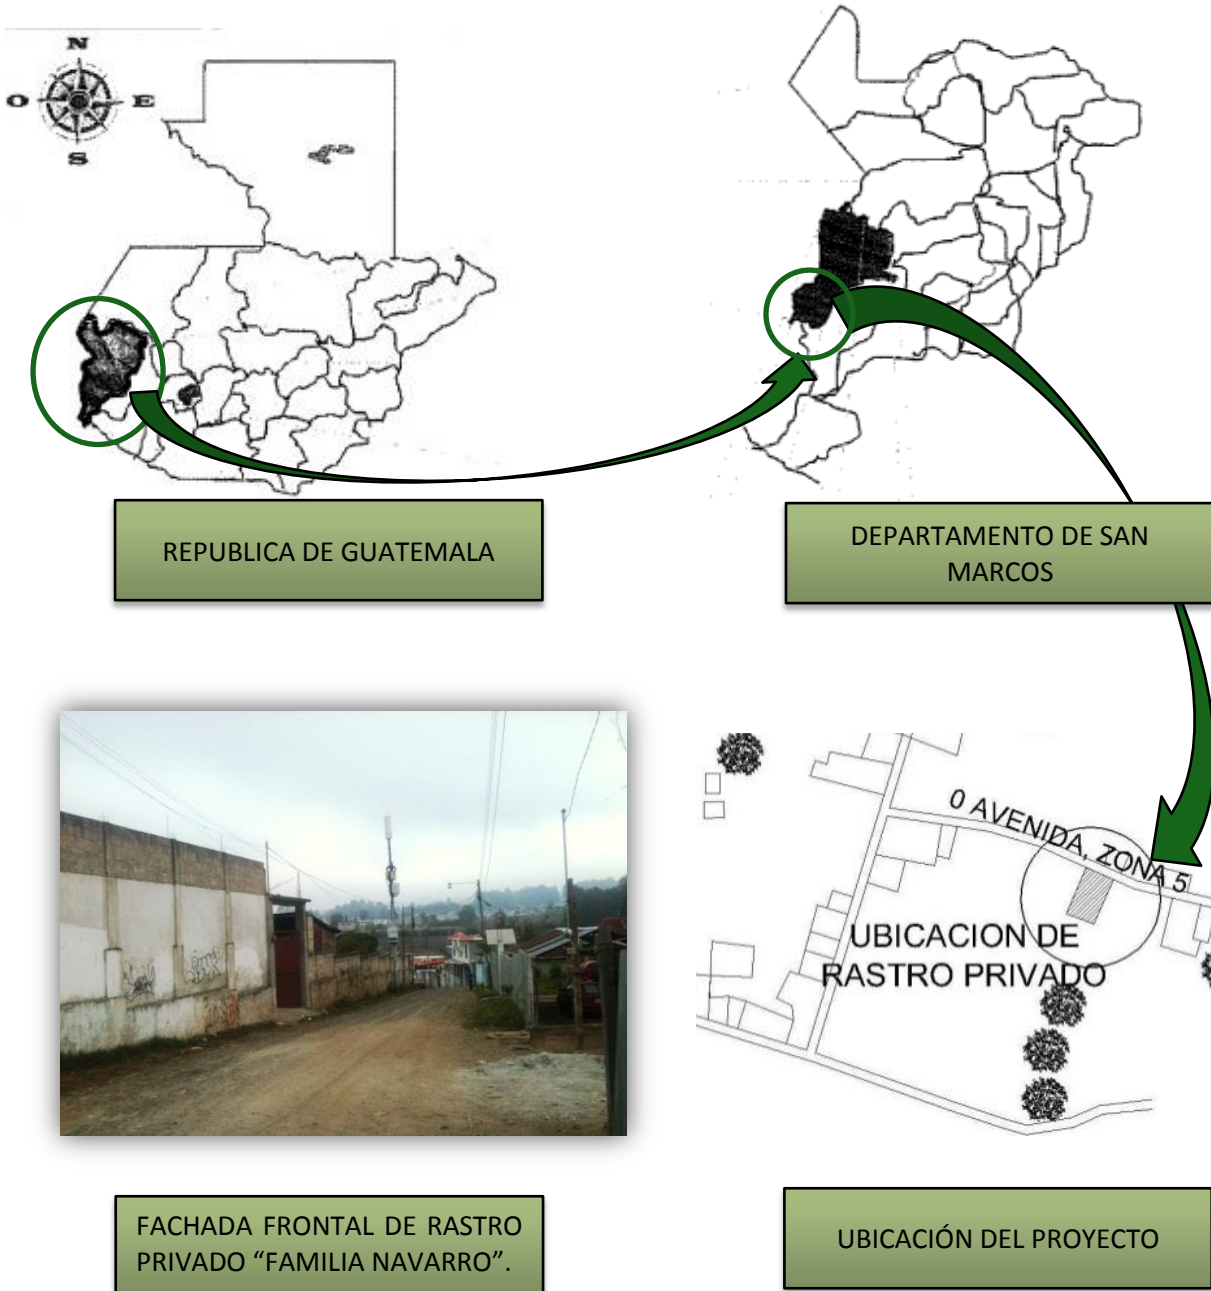 N
O E
S
REPUBLICA DE GUATEMALA
DEPARTAMENTO DE SAN
MARCOS
0 AVENIDA, ZONA 5
UBICACION DE
RASTRO PRIVADO
FACHADA FRONTAL DE RASTRO
PRIVADO “FAMILIA NAVARRO”.
UBICACIÓN DEL PROYECTO